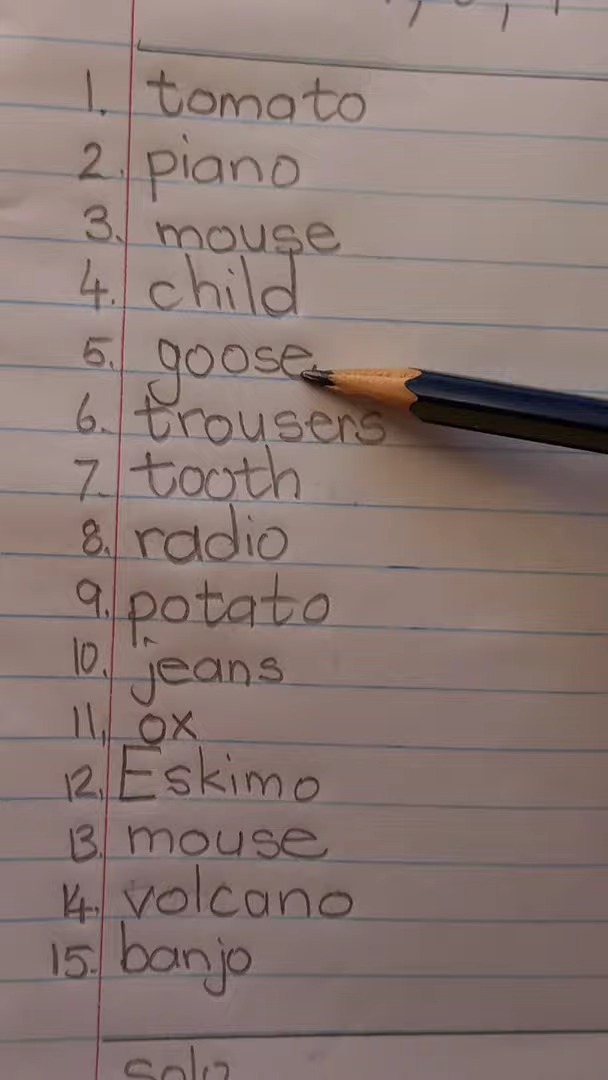 1. tomato
2. piano
3. mouse
4. child
5. goose
6. trousers
7. tooth
8. radio
9. potato
10. jeans
11. ox
12. Eskimo
13. mouse
14. volcano
15. banjo